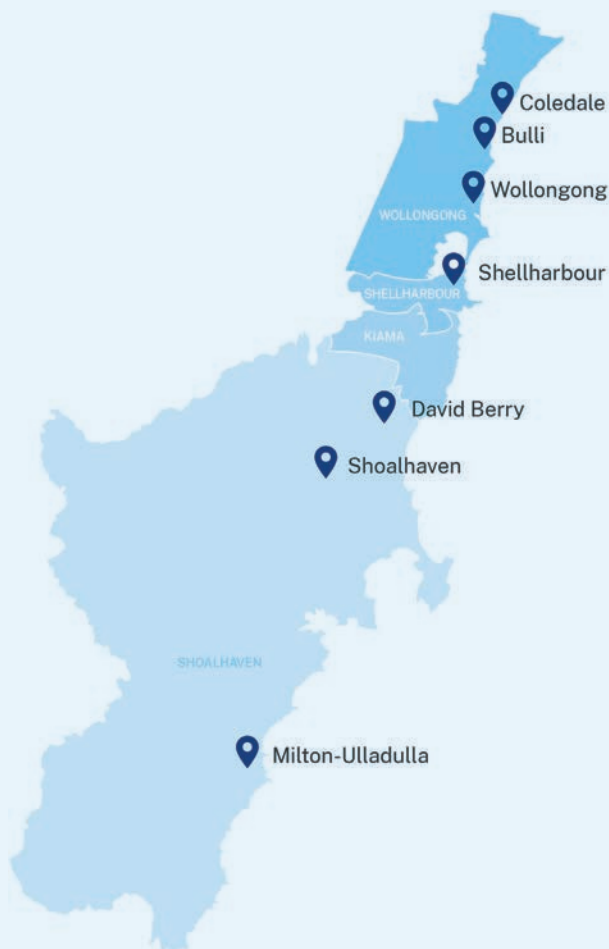 Coledale
Bulli
Wollongong
WOLLONGONG
Shellharbour
SHELLHARBOUR
KIAMA
David Berry
Shoalhaven
SHOALHAVEN
Milton-Ulladulla